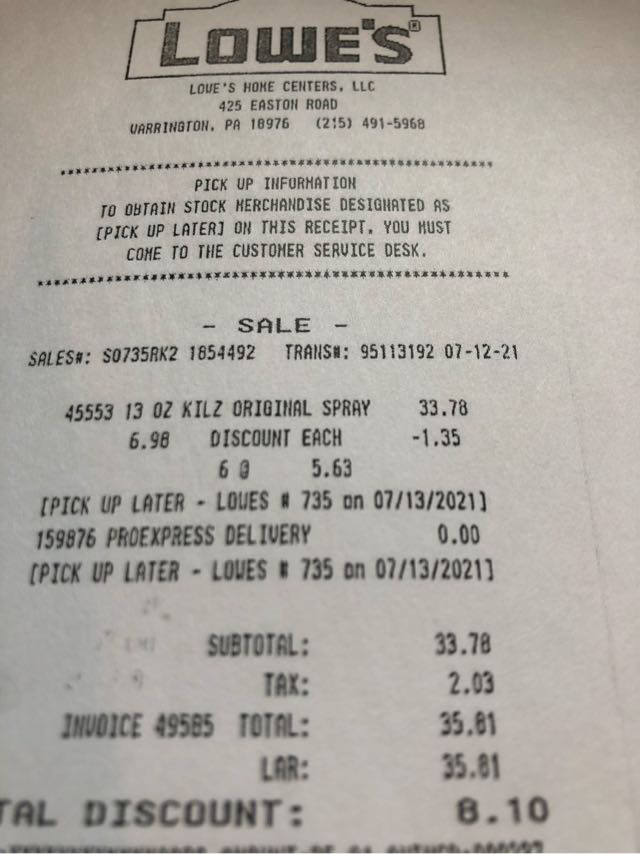 LOWE'S®
LOWE'S HOME CENTERS, LLC
425 EASTON ROAD
WARRINGTON, PA 18976 (215) 491-5968
PICK UP INFORMATION
TO OBTAIN STOCK MERCHANDISE DESIGNATED AS
[PICK UP LATER] ON THIS RECEIPT, YOU MUST
COME TO THE CUSTOMER SERVICE DESK.
- SALE -
SALES#: S0735RK2 1854492 TRANS#: 95113192 07-12-21
45553 13 OZ KILZ ORIGINAL SPRAY 33.78
6.98 DISCOUNT EACH -1.35
6 @ 5.63
[PICK UP LATER - LOWES # 735 on 07/13/2021]
159876 PROEXPRESS DELIVERY 0.00
[PICK UP LATER - LOWES # 735 on 07/13/2021]
SUBTOTAL: 33.78
TAX: 2.03
INVOICE 49585 TOTAL: 35.81
LAR: 35.81
TAL DISCOUNT: 8.10